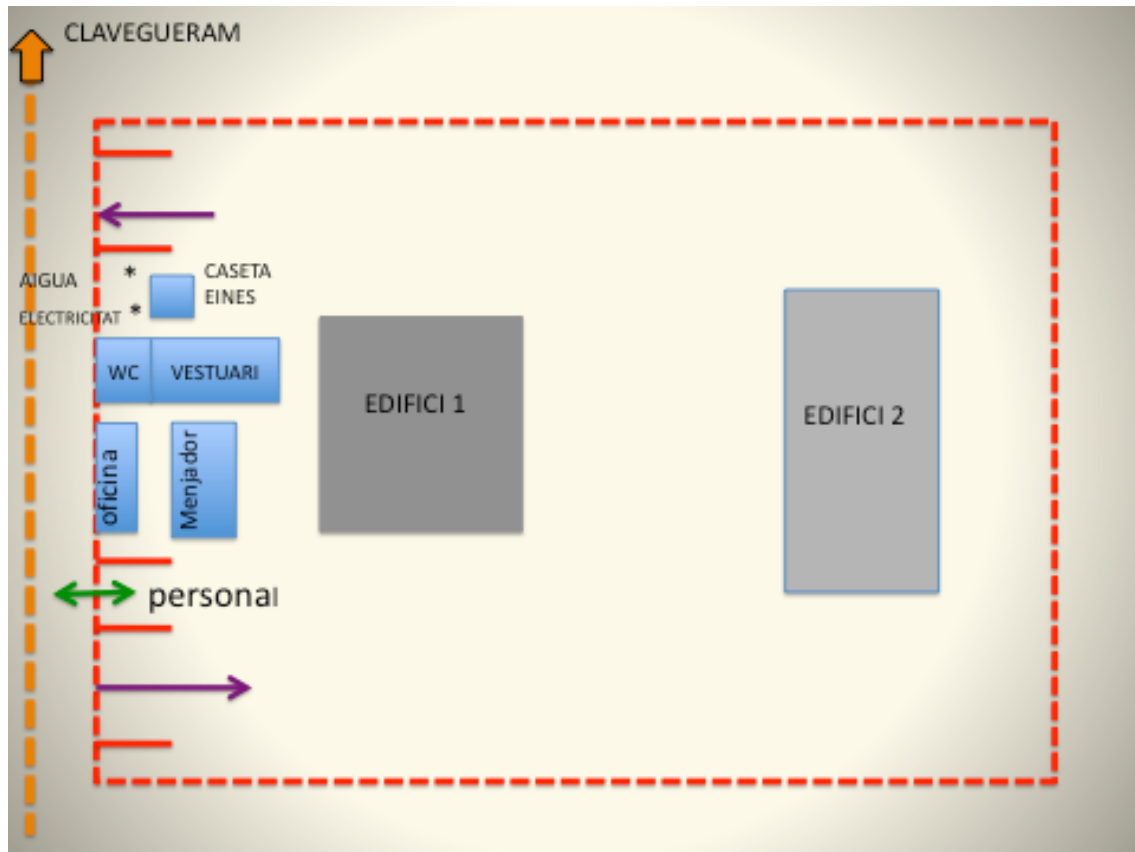 CLAVEGUERAM
AIGUA
*
CASETA
EINES
ELECTRICITAT *
WC
VESTUARI
EDIFICI 1
EDIFICI 2
oficina
Menjador
personal